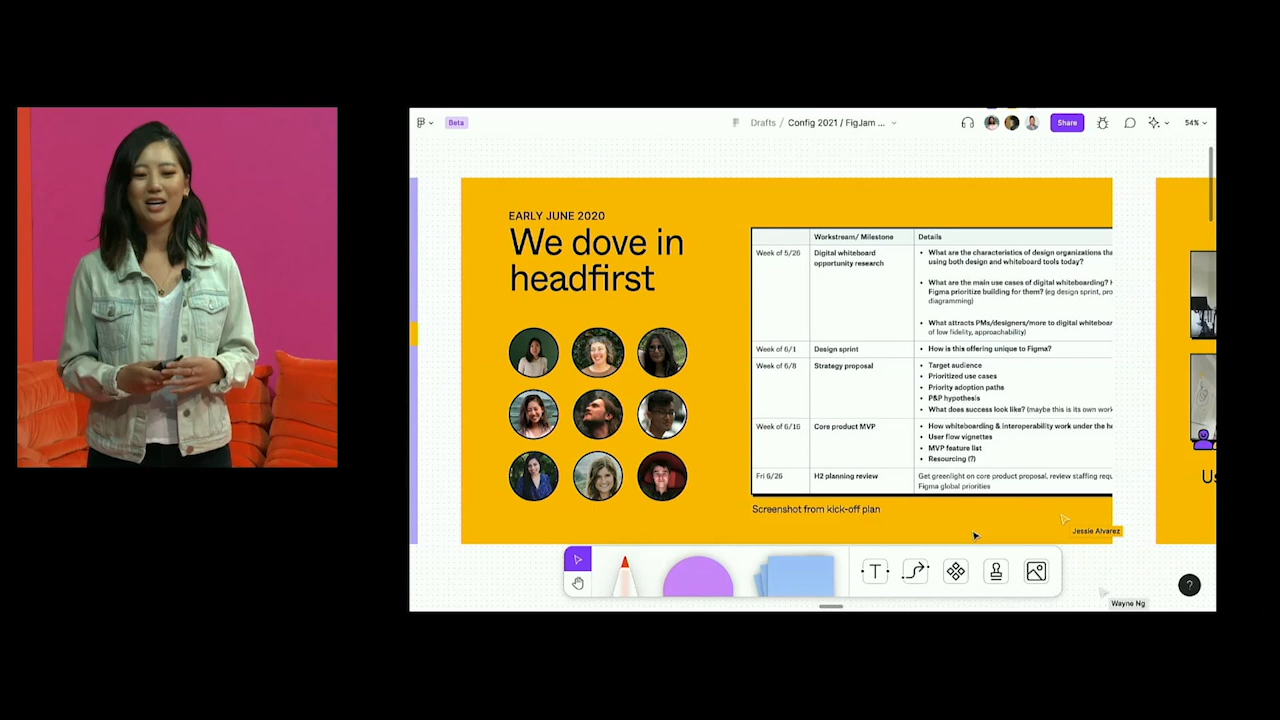 Beta
Drafts / Config 2021 / FigJam ...
Share
54%
EARLY JUNE 2020
We dove in
headfirst
Workstream/ Milestone
Details
Week of 5/26
Digital whiteboard
opportunity research
• What are the characteristics of design organizations
using both design and whiteboard tools today?
• What are the main use cases of digital whiteboarding?
Figma prioritize building for them? (eg design sprint,
diagramming)
• What attracts PMs/designers/more to digital
of low fidelity, approachability)
Week of 6/1
Design sprint
• How is this offering unique to Figma?
Week of 6/8
Strategy proposal
• Target audience
• Prioritized use cases
• Priority adoption paths
• P&P hypothesis
• What does success look like? (maybe this is its own
Week of 6/16
Core product MVP
• How whiteboarding & interoperability work under the
• User flow vignettes
• MVP feature list
• Resourcing (?)
Fri 6/26
H2 planning review
Get greenlight on core product proposal, review staffing
Figma global priorities
Screenshot from kick-off plan
Jessie Alvarez
T
?
Wayne Ng